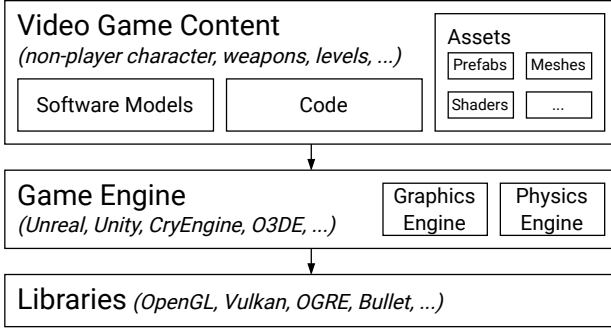 Video Game Content
(non-player character, weapons, levels, ...)
Software Models
Code
Assets
Prefabs
Meshes
Shaders
...
Game Engine
(Unreal, Unity, CryEngine, O3DE, ...)
Graphics
Engine
Physics
Engine
Libraries (OpenGL, Vulkan, OGRE, Bullet, ...)